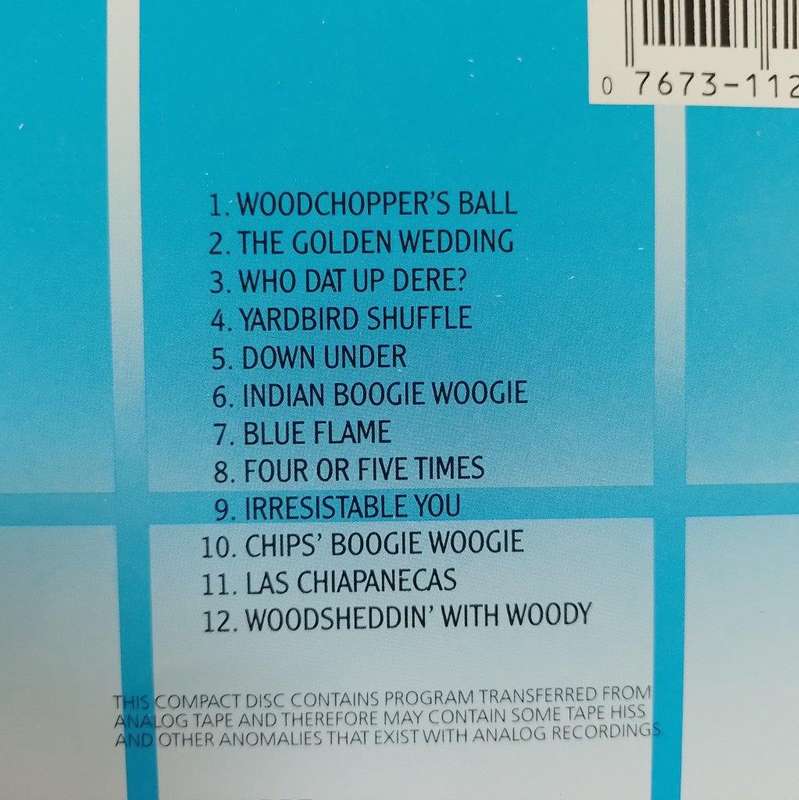 0 7673-112
1. WOODCHOPPER'S BALL
2. THE GOLDEN WEDDING
3. WHO DAT UP DERE?
4. YARDBIRD SHUFFLE
5. DOWN UNDER
6. INDIAN BOOGIE WOOGIE
7. BLUE FLAME
8. FOUR OR FIVE TIMES
9. IRRESISTABLE YOU
10. CHIPS' BOOGIE WOOGIE
11. LAS CHIAPANECAS
12. WOODSHEDDIN' WITH WOODY
THIS COMPACT DISC CONTAINS PROGRAM TRANSFERRED FROM
ANALOG TAPE AND THEREFORE MAY CONTAIN SOME TAPE HISS
AND OTHER ANOMALIES THAT EXIST WITH ANALOG RECORDINGS